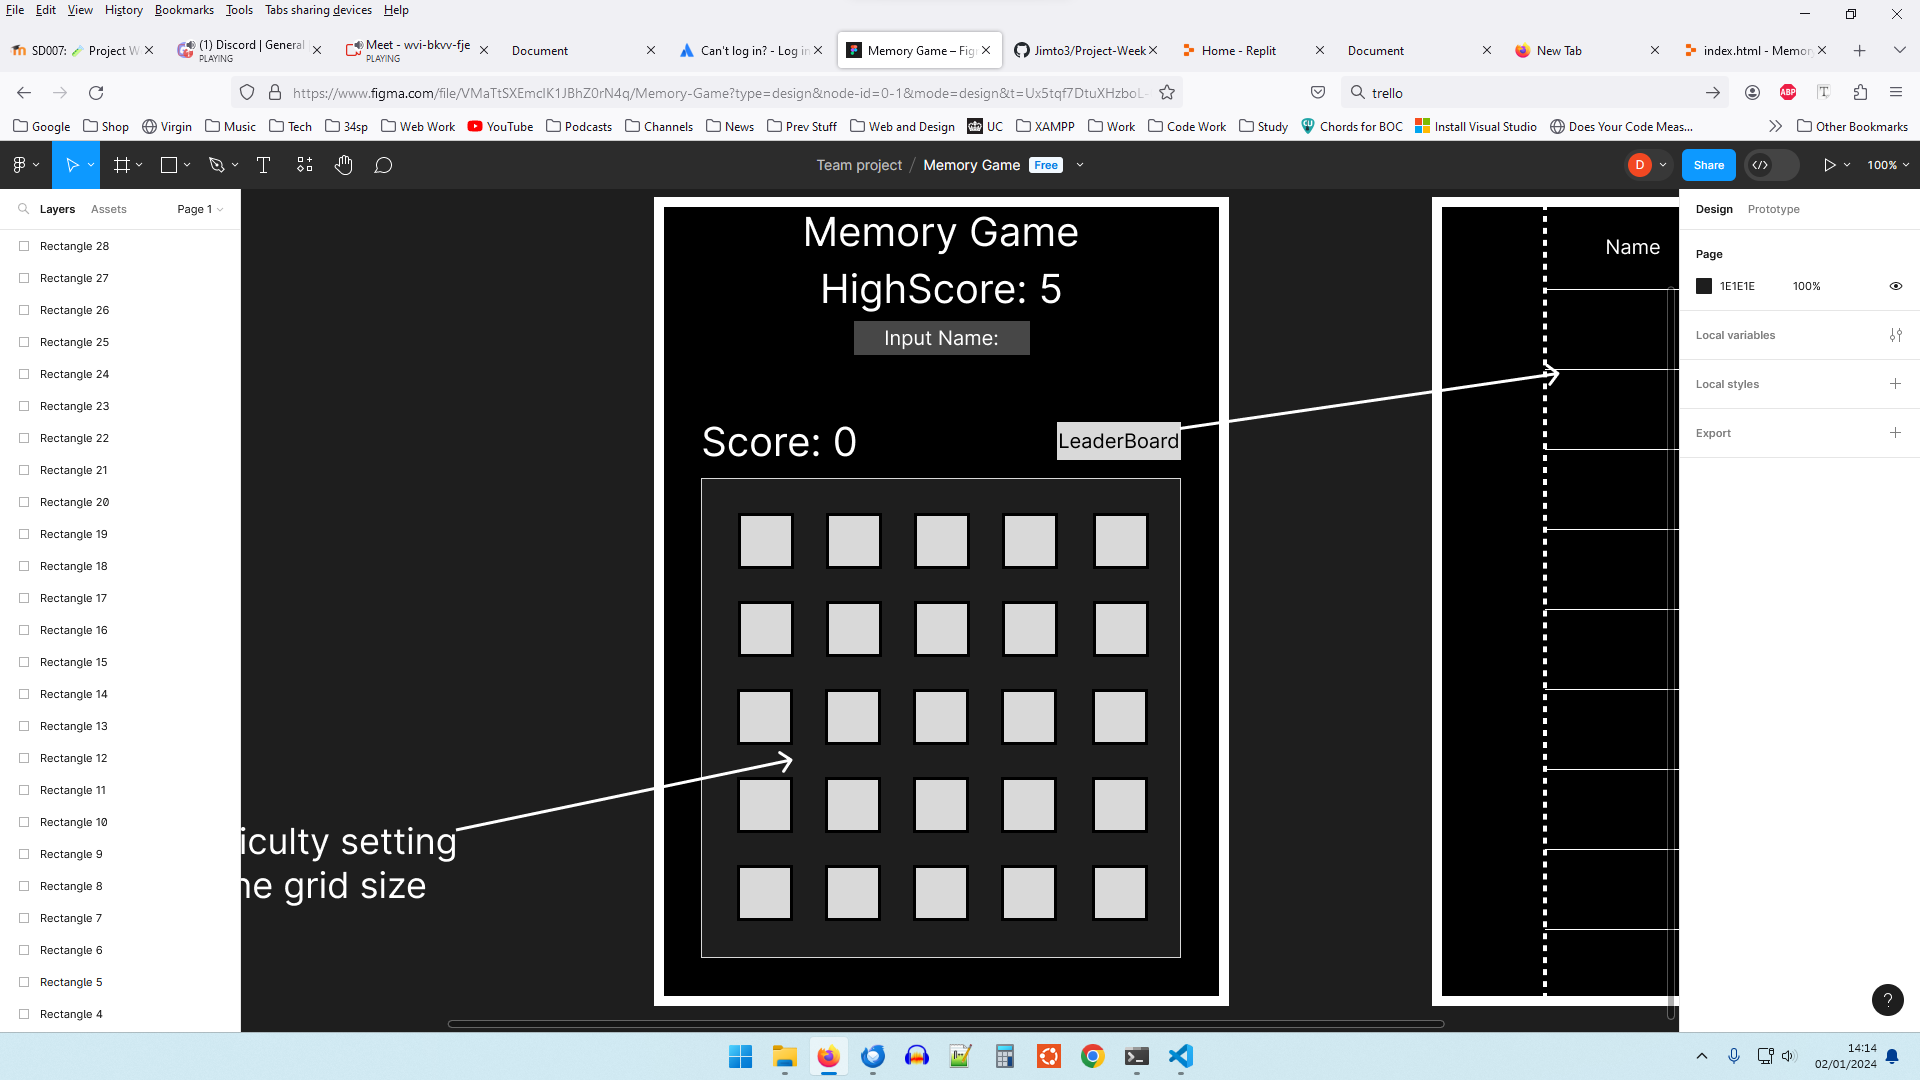 File Edit View History Bookmarks Tools Tabs sharing devices Help
SD007: Project W
(1) Discord | General
PLAYING
Meet - wvi-bkvv-fje
PLAYING
Document
Can't log in? - Log in
Memory Game – Fig
Jimto3/Project-Week
Home - Replit
Document
New Tab
index.html - Memor
https://www.figma.com/file/VMaTtSXEmcIK1JBhZ0rN4q/Memory-Game?type=design&node-id=0-1&mode=design&t=Ux5tqf7DtuXHzboL-
trello
Google Shop Virgin Music Tech 34sp Web Work YouTube Podcasts Channels News Prev Stuff Web and Design UC XAMPP Work Code Work Study Chords for BOC Install Visual Studio Does Your Code Meas... Other Bookmarks
Team project / Memory Game Free
D
Share
100%
Layers Assets Page 1
Rectangle 28
Rectangle 27
Rectangle 26
Rectangle 25
Rectangle 24
Rectangle 23
Rectangle 22
Rectangle 21
Rectangle 20
Rectangle 19
Rectangle 18
Rectangle 17
Rectangle 16
Rectangle 15
Rectangle 14
Rectangle 13
Rectangle 12
Rectangle 11
Rectangle 10
Rectangle 9
Rectangle 8
Rectangle 7
Rectangle 6
Rectangle 5
Rectangle 4
Memory Game
HighScore: 5
Input Name:
Score: 0
LeaderBoard
iculty setting
he grid size
Name
Design Prototype
Page
1E1E1E 100%
Local variables
Local styles
Export
?
14:14
02/01/2024